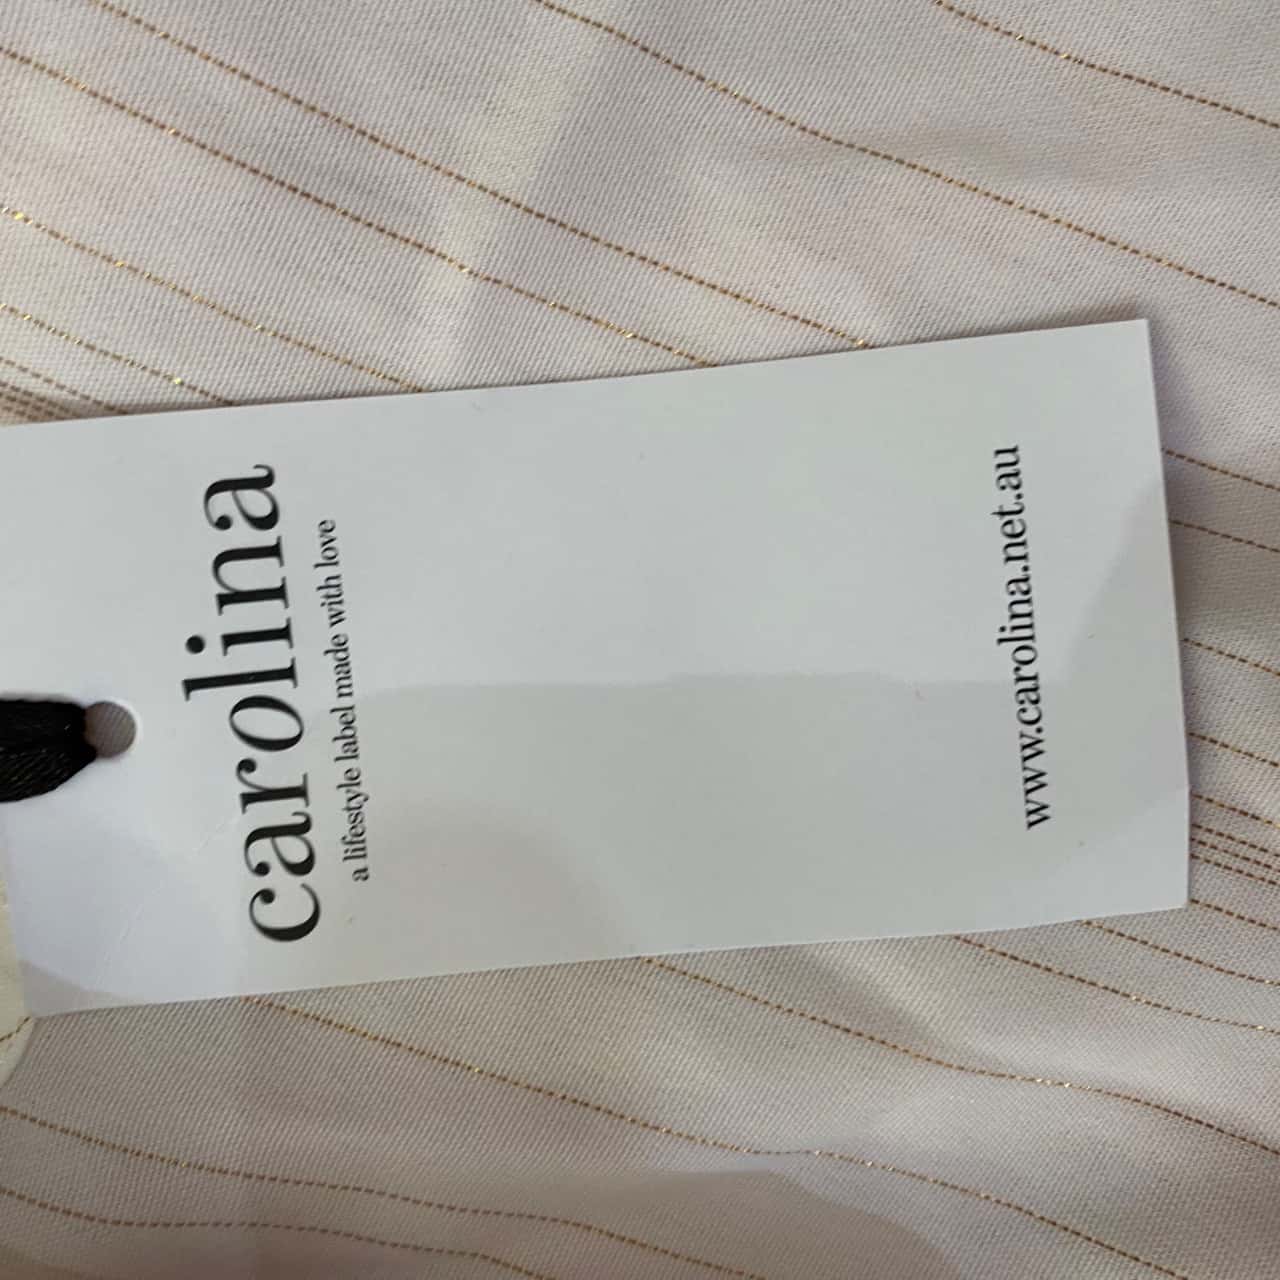 carolina
a lifestyle label made with love
www.carolina.net.au